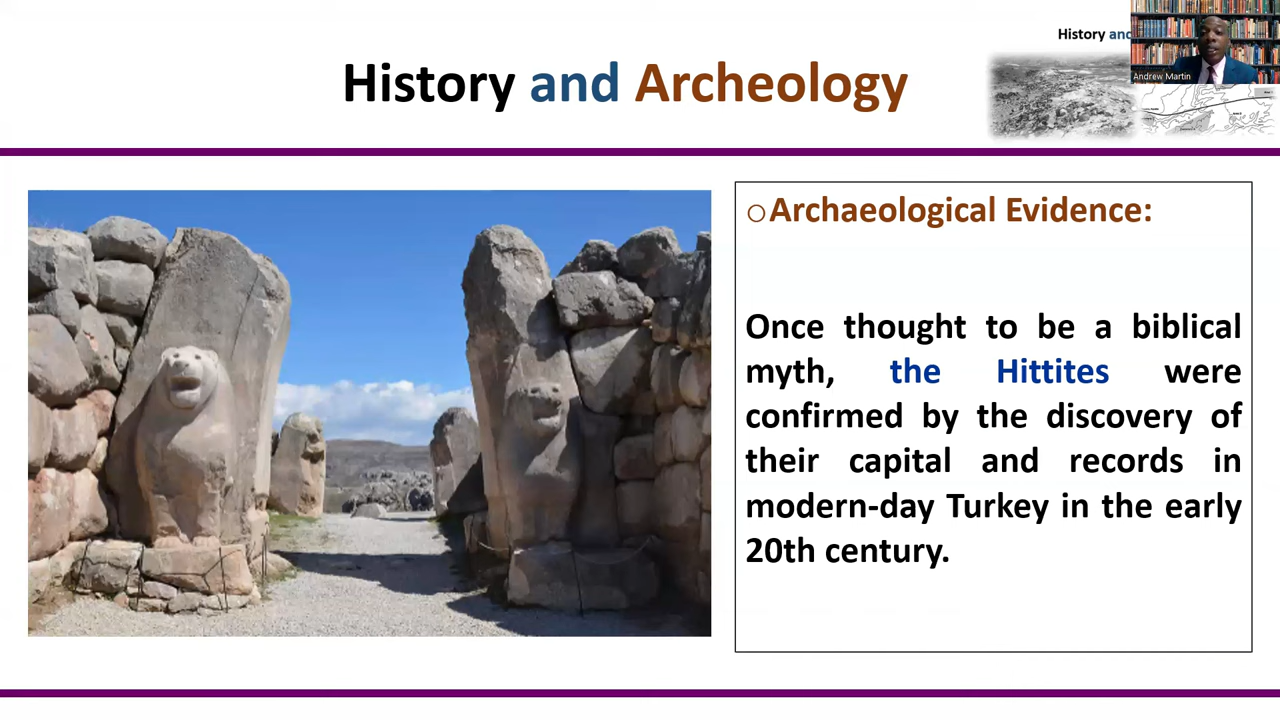 History and Archeology
History and
Andrew Martin
○Archaeological Evidence:
Once thought to be a biblical
myth, the Hittites were
confirmed by the discovery of
their capital and records in
modern-day Turkey in the early
20th century.